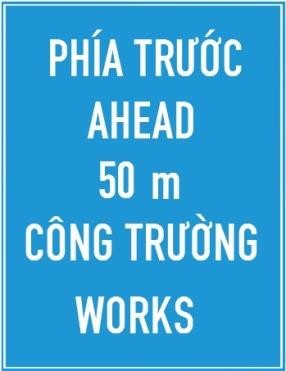 PHÍA TRƯỚC
AHEAD
50 m
CÔNG TRƯỜNG
WORKS